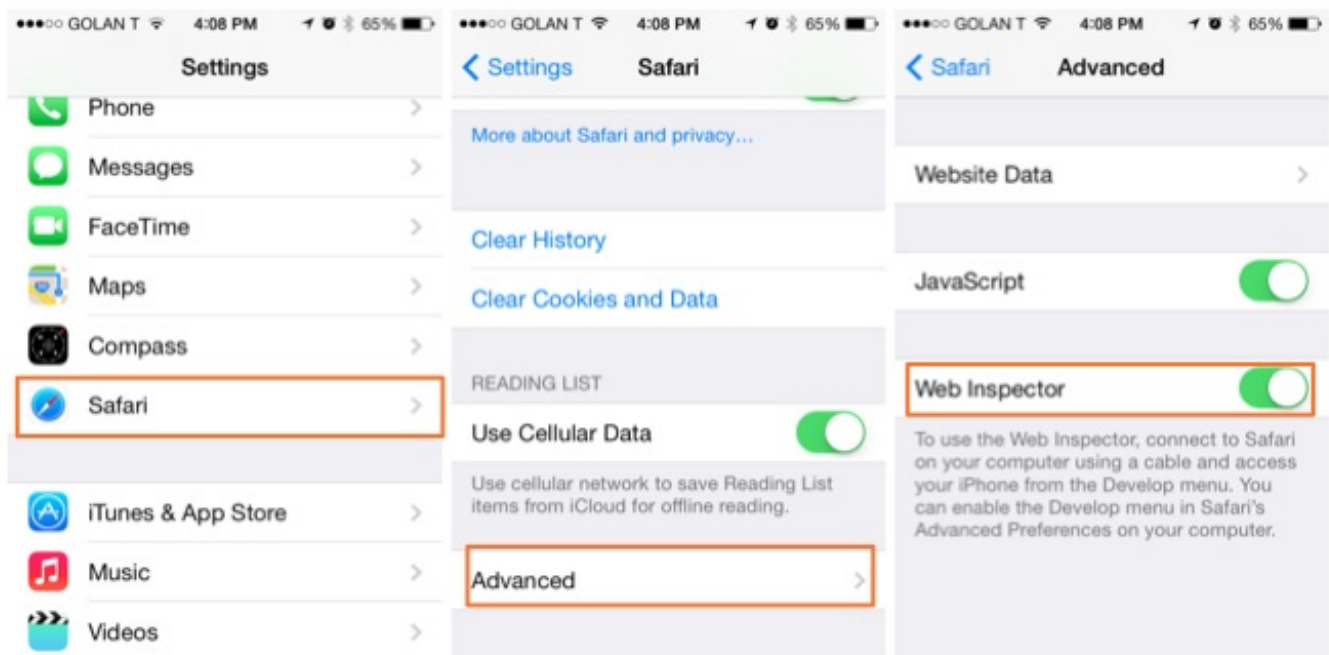 GOLAN T 4:08 PM 65%
Settings
Phone
Messages
FaceTime
Maps
Compass
Safari
iTunes & App Store
Music
Videos
GOLAN T 4:08 PM 65%
Settings Safari
More about Safari and privacy...
Clear History
Clear Cookies and Data
READING LIST
Use Cellular Data
Use cellular network to save Reading List
items from iCloud for offline reading.
Advanced
GOLAN T 4:08 PM 65%
Safari Advanced
Website Data
JavaScript
Web Inspector
To use the Web Inspector, connect to Safari
on your computer using a cable and access
your iPhone from the Develop menu. You
can enable the Develop menu in Safari's
Advanced Preferences on your computer.